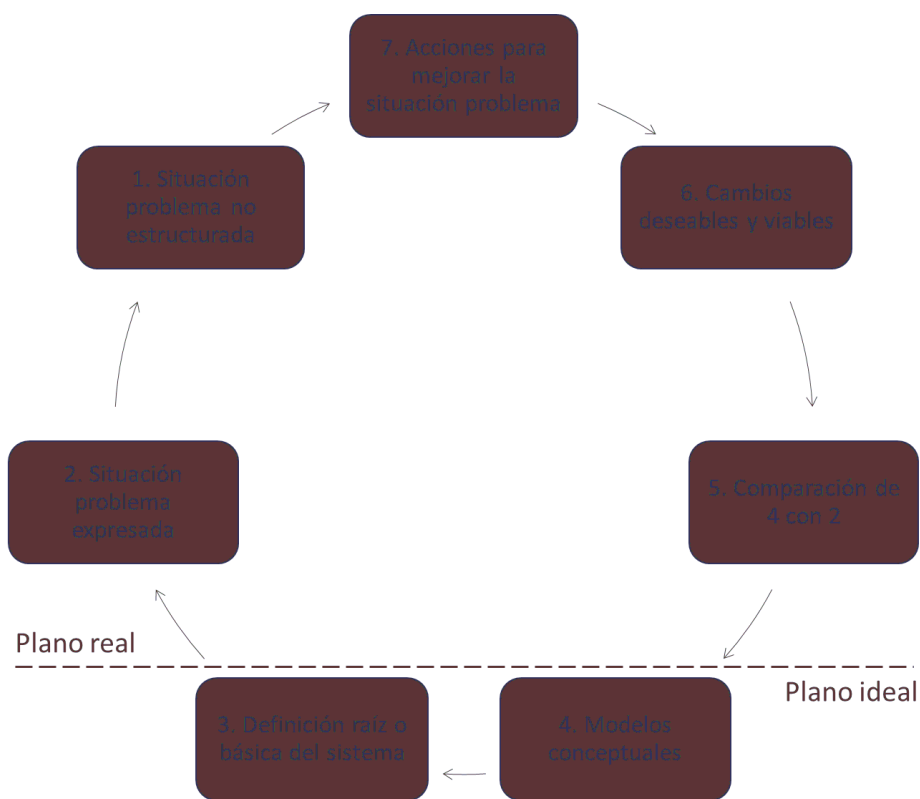 7. Acciones para
mejorar la
situación problema
1. Situación
problema no
estructurada
6. Cambios
deseables y viables
2. Situación
problema
expresada
5. Comparación de
4 con 2
Plano real
Plano ideal
3. Definición raíz o
básica del sistema
4. Modelos
conceptuales